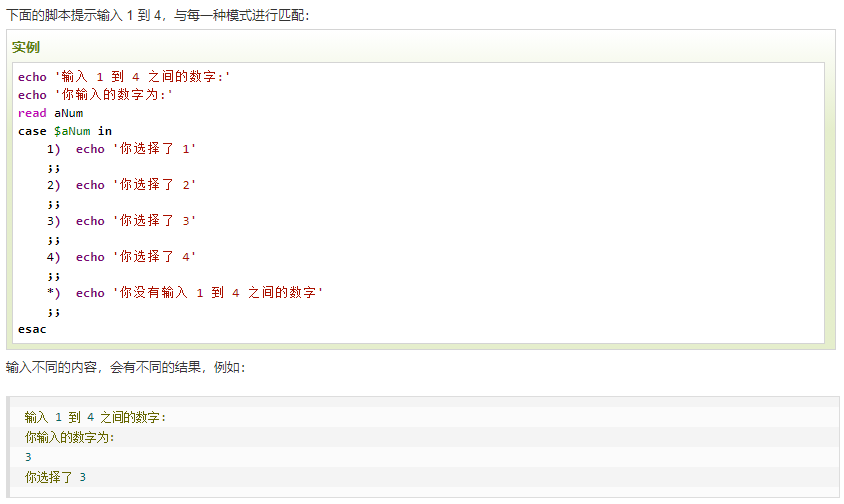 下面的脚本提示输入 1 到 4，与每一种模式进行匹配：
实例
echo '输入 1 到 4 之间的数字:'
echo '你输入的数字为:'
read aNum
case $aNum in
    1)  echo '你选择了 1'
    ;;
    2)  echo '你选择了 2'
    ;;
    3)  echo '你选择了 3'
    ;;
    4)  echo '你选择了 4'
    ;;
    *)  echo '你没有输入 1 到 4 之间的数字'
    ;;
esac
输入不同的内容，会有不同的结果，例如：
输入 1 到 4 之间的数字:
你输入的数字为:
3
你选择了 3